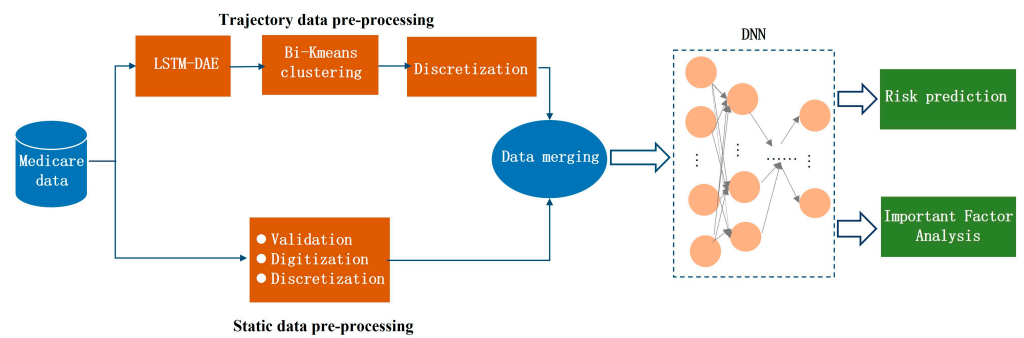 Trajectory data pre-processing
LSTM-DAE
Bi-Kmeans
clustering
Discretization
Medicare
data
Data merging
DNN
......
Risk prediction
Important Factor
Analysis
Validation
Digitization
Discretization
Static data pre-processing